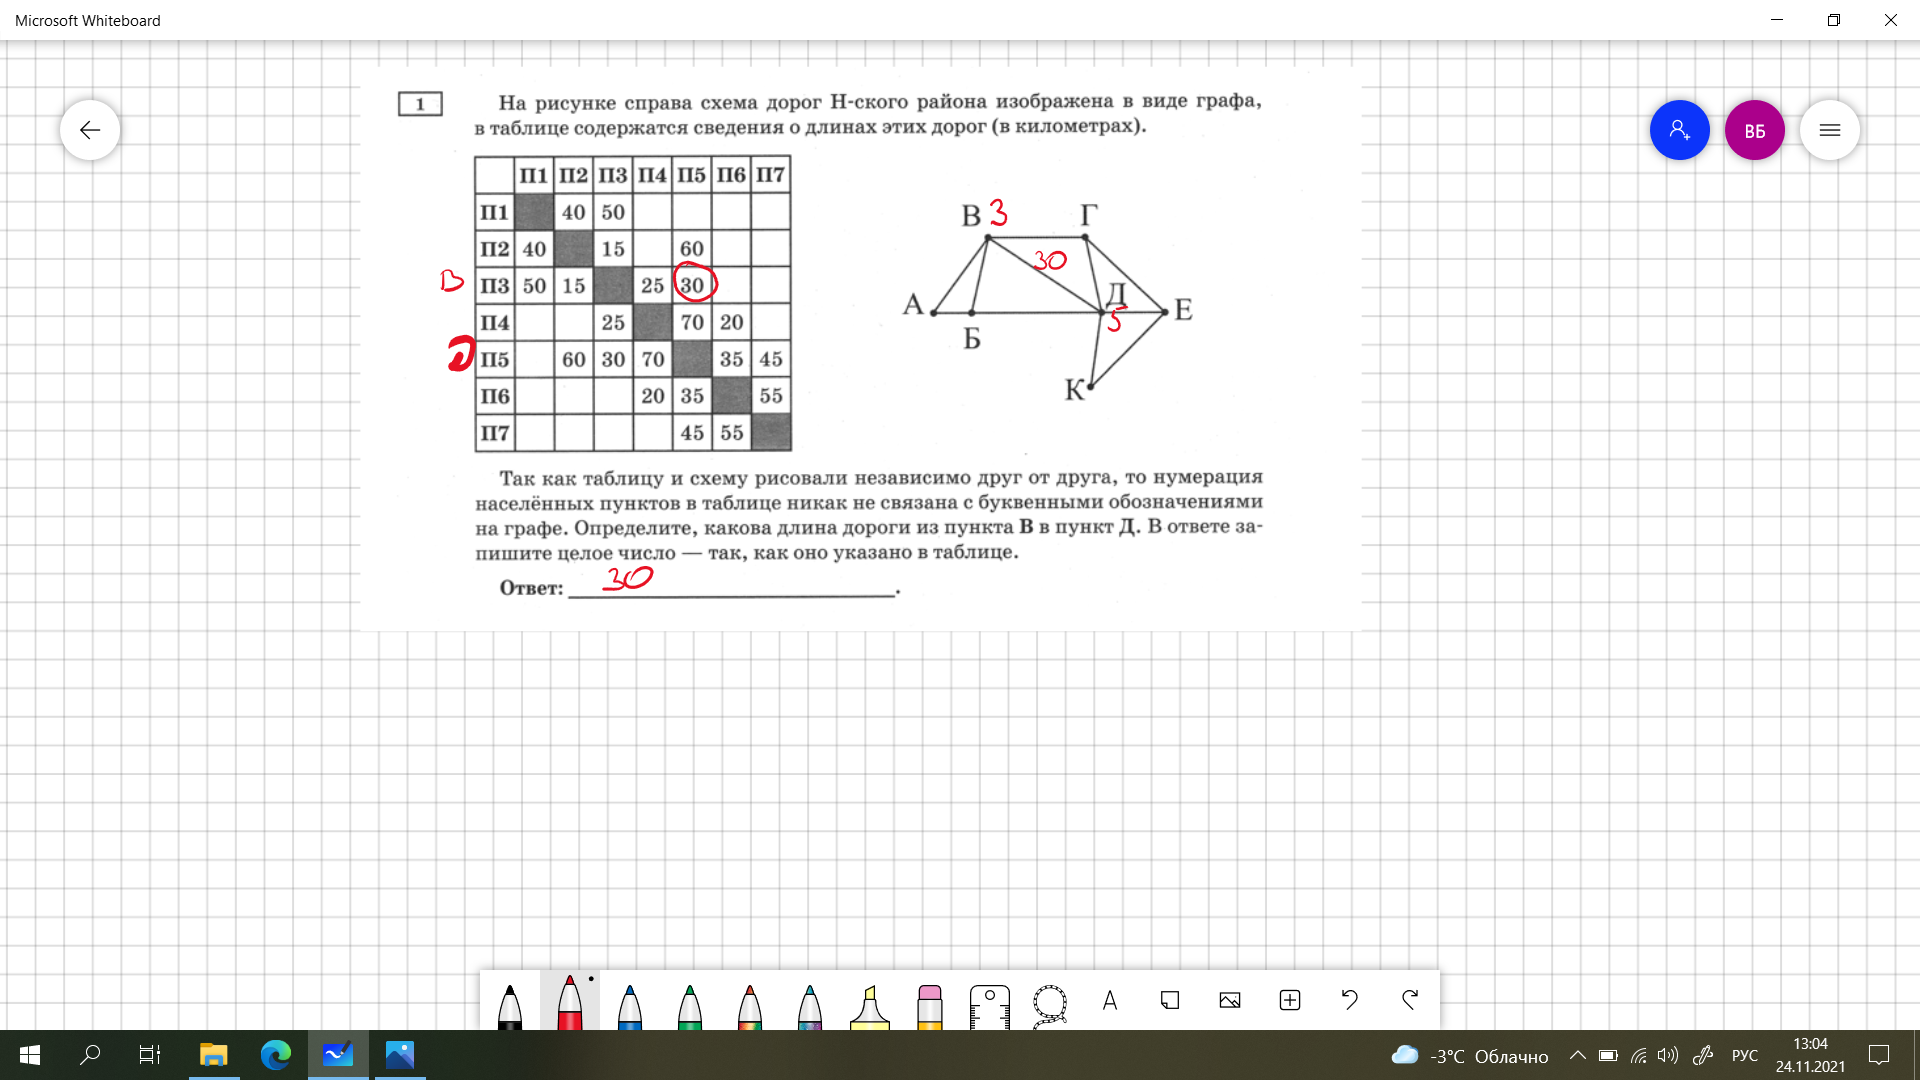 Microsoft Whiteboard
ВБ
1
На рисунке справа схема дорог Н-ского района изображена в виде графа,
в таблице содержатся сведения о длинах этих дорог (в километрах).
П1 П2 П3 П4 П5 П6 П7
П1 40 50
П2 40 15 60
В П3 50 15 25 30
П4 25 70 20
Д П5 60 30 70 35 45
П6 20 35 55
П7 45 55
В 3 Г
30
А Б Д 5 Е
К
Так как таблицу и схему рисовали независимо друг от друга, то нумерация
населённых пунктов в таблице никак не связана с буквенными обозначениями
на графе. Определите, какова длина дороги из пункта В в пункт Д. В ответе за-
пишите целое число — так, как оно указано в таблице.
Ответ: 30.
-3°C Облачно
РУС
13:04
24.11.2021